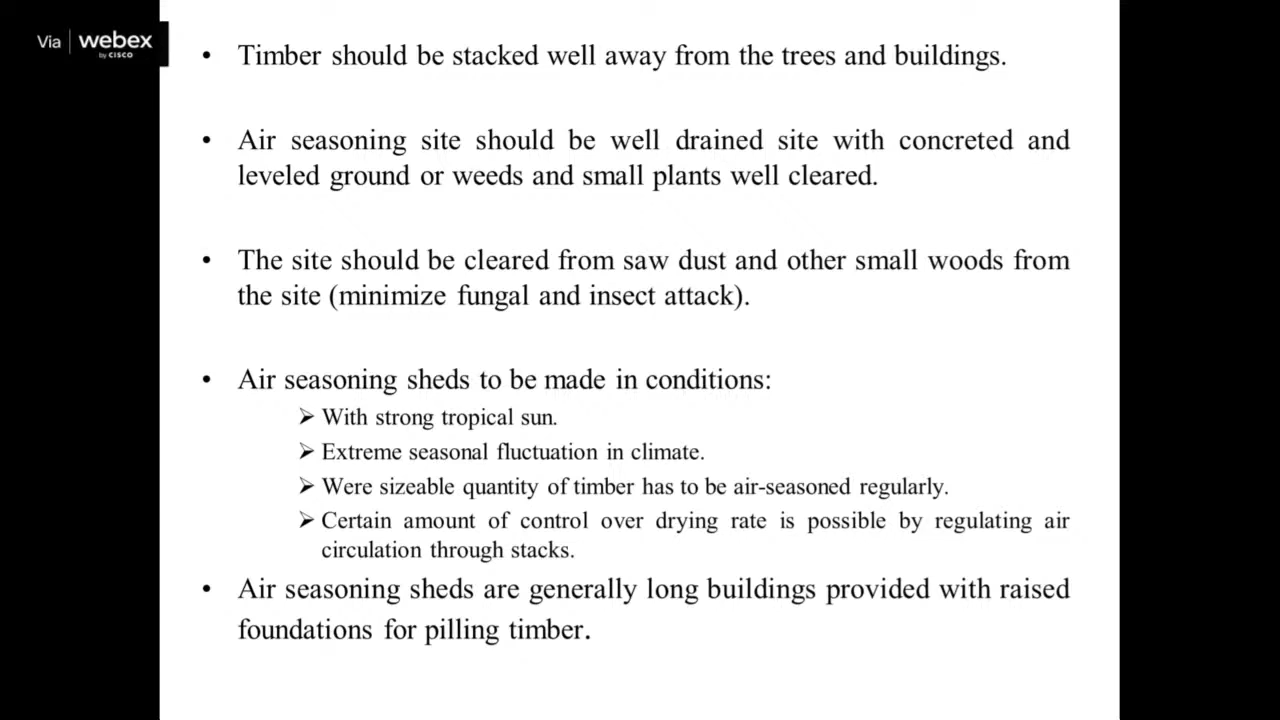 Via webex
by CISCO
• Timber should be stacked well away from the trees and buildings.
• Air seasoning site should be well drained site with concreted and
leveled ground or weeds and small plants well cleared.
• The site should be cleared from saw dust and other small woods from
the site (minimize fungal and insect attack).
• Air seasoning sheds to be made in conditions:
➢ With strong tropical sun.
➢ Extreme seasonal fluctuation in climate.
➢ Were sizeable quantity of timber has to be air-seasoned regularly.
➢ Certain amount of control over drying rate is possible by regulating air
circulation through stacks.
• Air seasoning sheds are generally long buildings provided with raised
foundations for pilling timber.